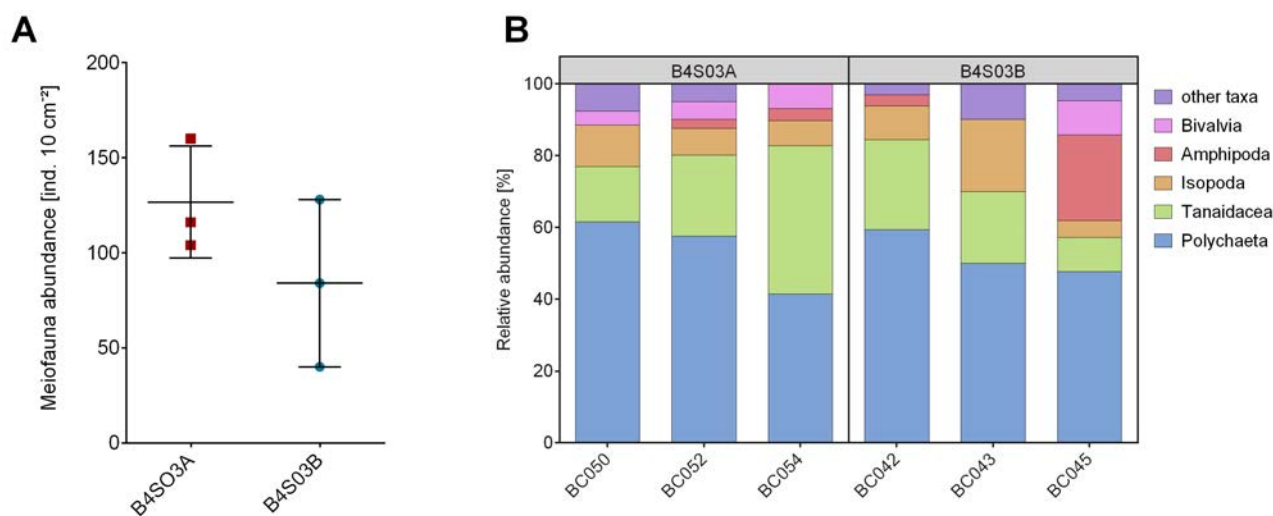 A
Meiofauna abundance [ind. 10 cm⁻²]
200
150
100
50
0
B4SO3A
B4S03B
B
Relative abundance [%]
B4S03A
B4S03B
100
80
60
40
20
0
BC050
BC052
BC054
BC042
BC043
BC045
other taxa
Bivalvia
Amphipoda
Isopoda
Tanaidacea
Polychaeta